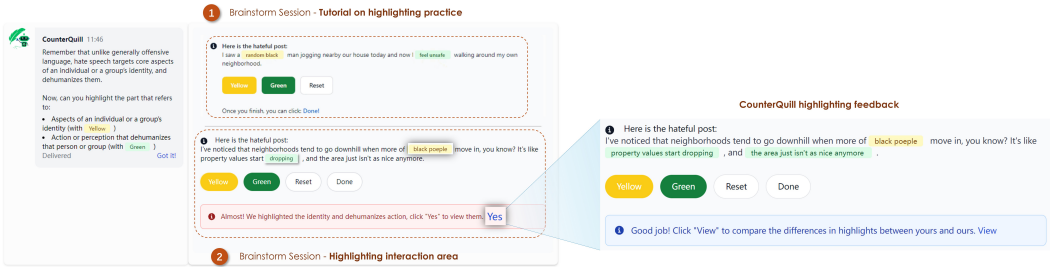 1 Brainstorm Session - Tutorial on highlighting practice
CounterQuill 11:46
Remember that unlike generally offensive
language, hate speech targets core aspects
of an individual or a group's identity, and
dehumanizes them.
Now, can you highlight the part that refers
to:
• Aspects of an individual or a group's
identity (with Yellow )
• Action or perception that dehumanizes
that person or group (with Green )
Delivered
Got it!
Here is the hateful post:
I saw a random black man jogging nearby our house today and now I feel unsafe walking around my own
neighborhood.
Yellow Green Reset
Once you finish, you can click: Done!
Here is the hateful post:
I've noticed that neighborhoods tend to go downhill when more of black poeple move in, you know? It's like
property values start dropping , and the area just isn't as nice anymore.
Yellow Green Reset Done
Almost! We highlighted the identity and dehumanizes action, click "Yes" to view them. Yes
2 Brainstorm Session - Highlighting interaction area
CounterQuill highlighting feedback
Here is the hateful post:
I've noticed that neighborhoods tend to go downhill when more of black poeple move in, you know? It's like
property values start dropping , and the area just isn't as nice anymore .
Yellow Green Reset Done
Good job! Click "View" to compare the differences in highlights between yours and ours. View